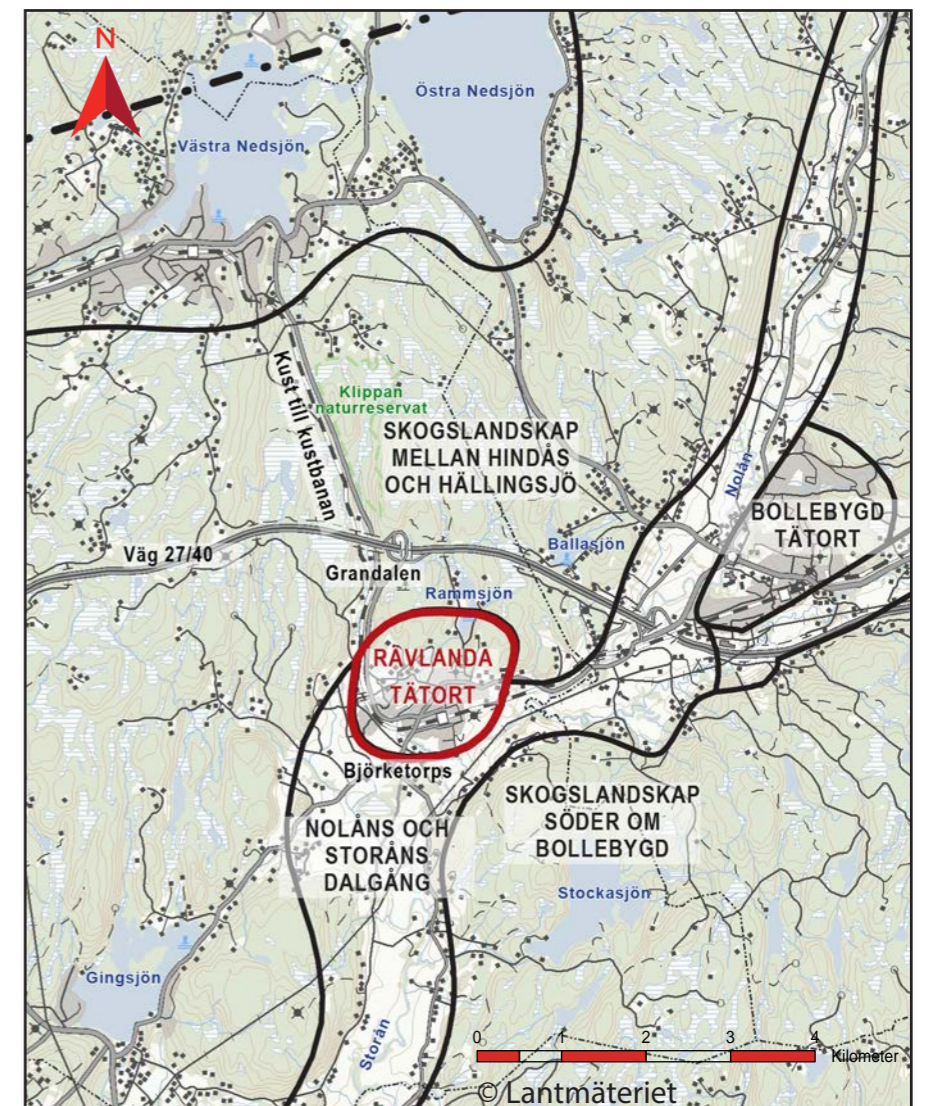 N
Östra Nedsjön
Västra Nedsjön
Kust till kustbanan
Klippan
naturreservat
SKOGSLANDSKAP
MELLAN HINDÅS
OCH HÄLLINGSJÖ
Nolån
BOLLEBYGD
TÄTORT
Väg 27/40
Ballasjön
Grandalen
Rammsjön
RÄVLANDA
TÄTORT
Björketorps
SKOGSLANDSKAP
SÖDER OM
BOLLEBYGD
NOLÅNS OCH
STORÅNS
DALGÅNG
Stockasjön
Gingsjön
Storån
0 1 2 3 4
Kilometer
© Lantmäteriet